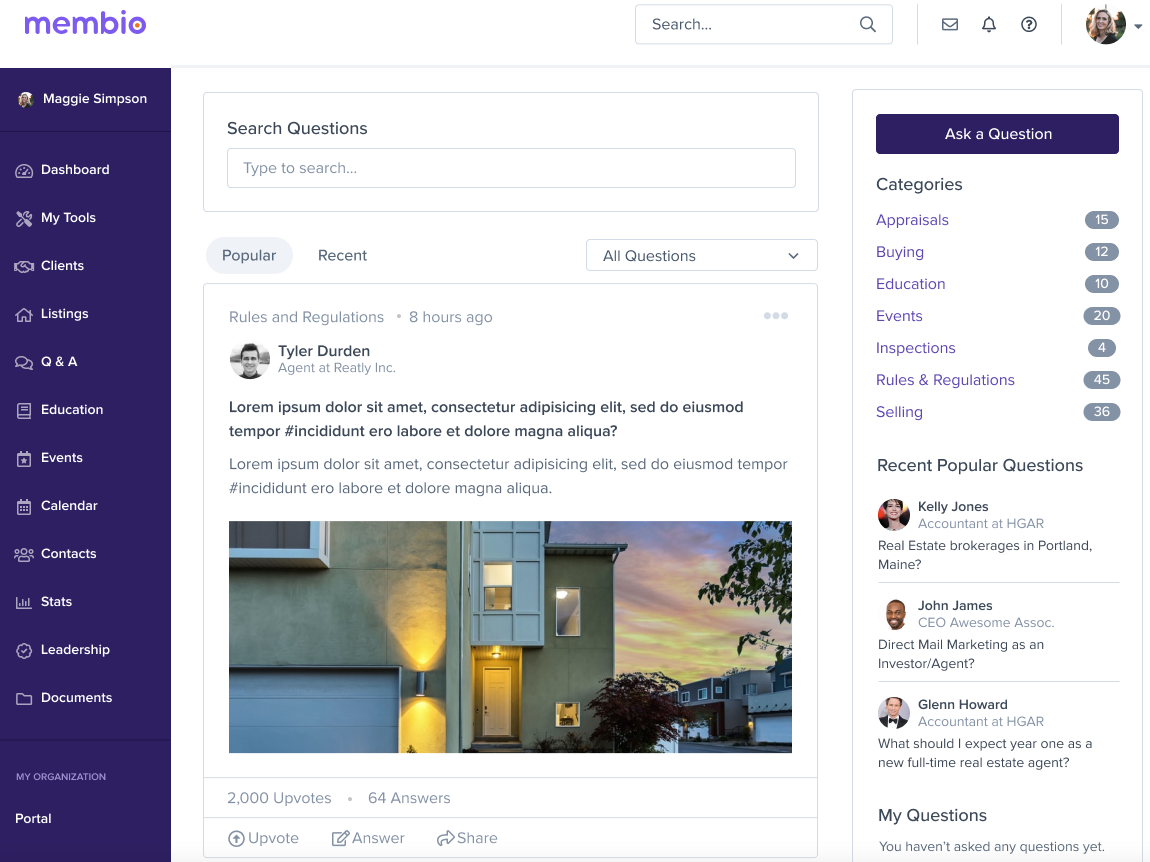 membio
Search...
Maggie Simpson
Dashboard
My Tools
Clients
Listings
Q & A
Education
Events
Calendar
Contacts
Stats
Leadership
Documents
MY ORGANIZATION
Portal
Search Questions
Type to search...
Popular
Recent
All Questions
Rules and Regulations • 8 hours ago
Tyler Durden
Agent at Reatly Inc.
Lorem ipsum dolor sit amet, consectetur adipisicing elit, sed do eiusmod
tempor #incididunt ero labore et dolore magna aliqua?
Lorem ipsum dolor sit amet, consectetur adipisicing elit, sed do eiusmod tempor
#incididunt ero labore et dolore magna aliqua.
2,000 Upvotes • 64 Answers
Upvote
Answer
Share
Ask a Question
Categories
Appraisals 15
Buying 12
Education 10
Events 20
Inspections 4
Rules & Regulations 45
Selling 36
Recent Popular Questions
Kelly Jones
Accountant at HGAR
Real Estate brokerages in Portland,
Maine?
John James
CEO Awesome Assoc.
Direct Mail Marketing as an
Investor/Agent?
Glenn Howard
Accountant at HGAR
What should I expect year one as a
new full-time real estate agent?
My Questions
You haven't asked any questions yet.